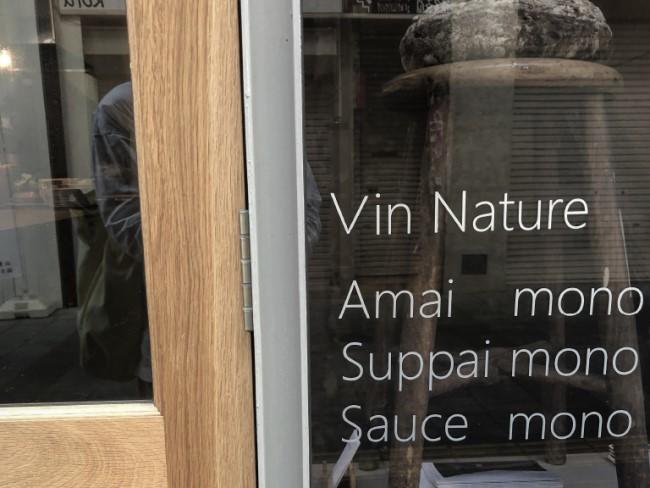 Vin Nature
Amai mono
Suppai mono
Sauce mono